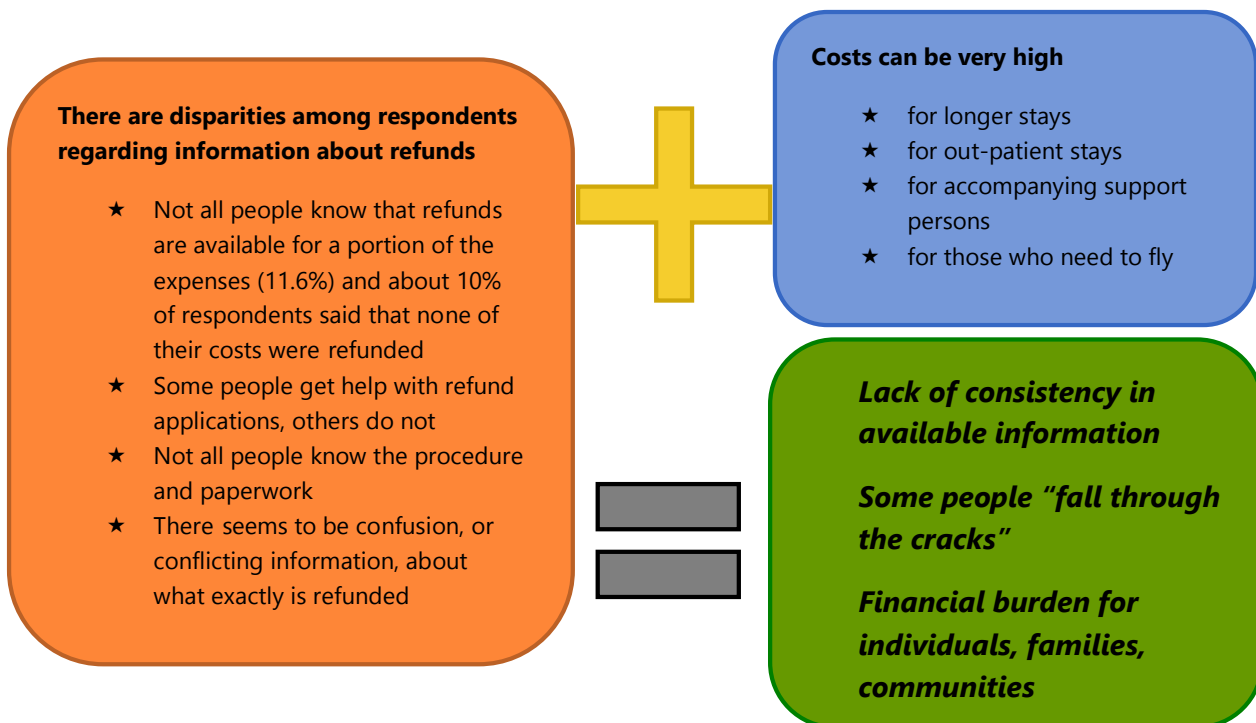 There are disparities among respondents
regarding information about refunds
★ Not all people know that refunds
are available for a portion of the
expenses (11.6%) and about 10%
of respondents said that none of
their costs were refunded
★ Some people get help with refund
applications, others do not
★ Not all people know the procedure
and paperwork
★ There seems to be confusion, or
conflicting information, about
what exactly is refunded
Costs can be very high
★ for longer stays
★ for out-patient stays
★ for accompanying support
persons
★ for those who need to fly
Lack of consistency in
available information
Some people “fall through
the cracks”
Financial burden for
individuals, families,
communities